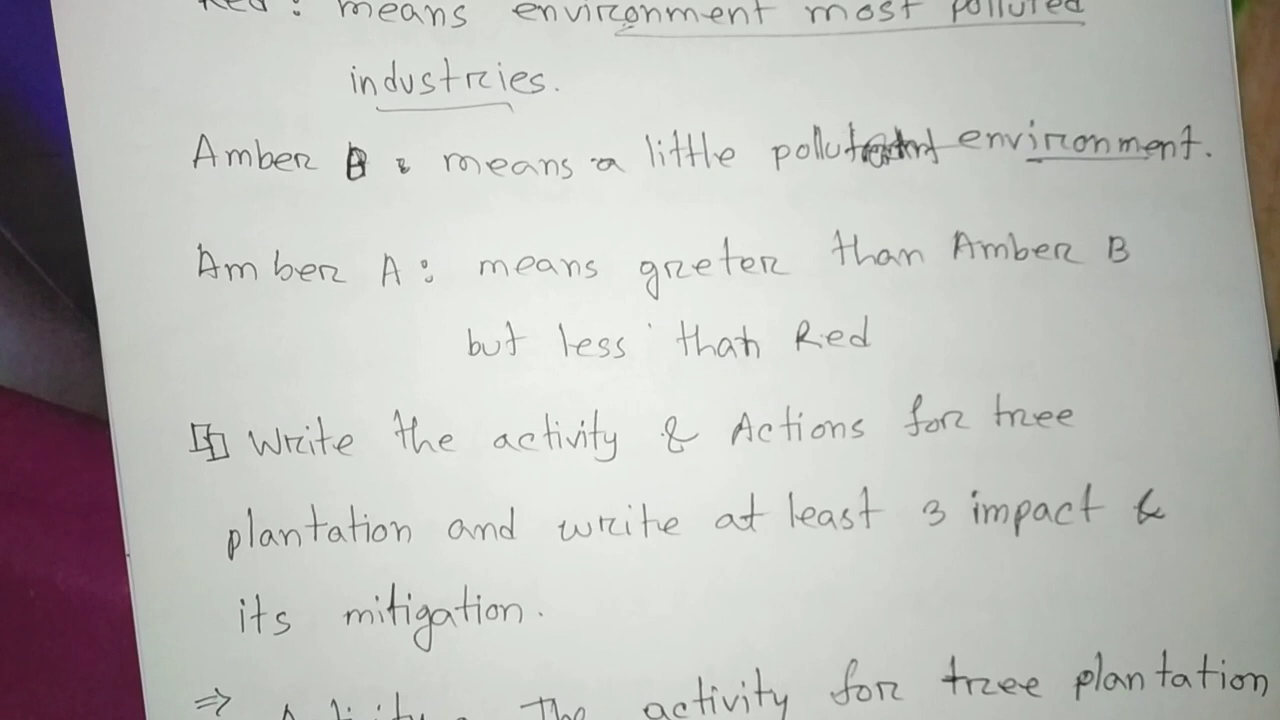 Red : means environment most polluted
industries.
Amber B : means a little pollutant environment.
Amber A : means greter than Amber B
but less than Red
Write the activity & Actions for tree
plantation and write at least 3 impact &
its mitigation.
⇒ Activity : The activity for tree plantation